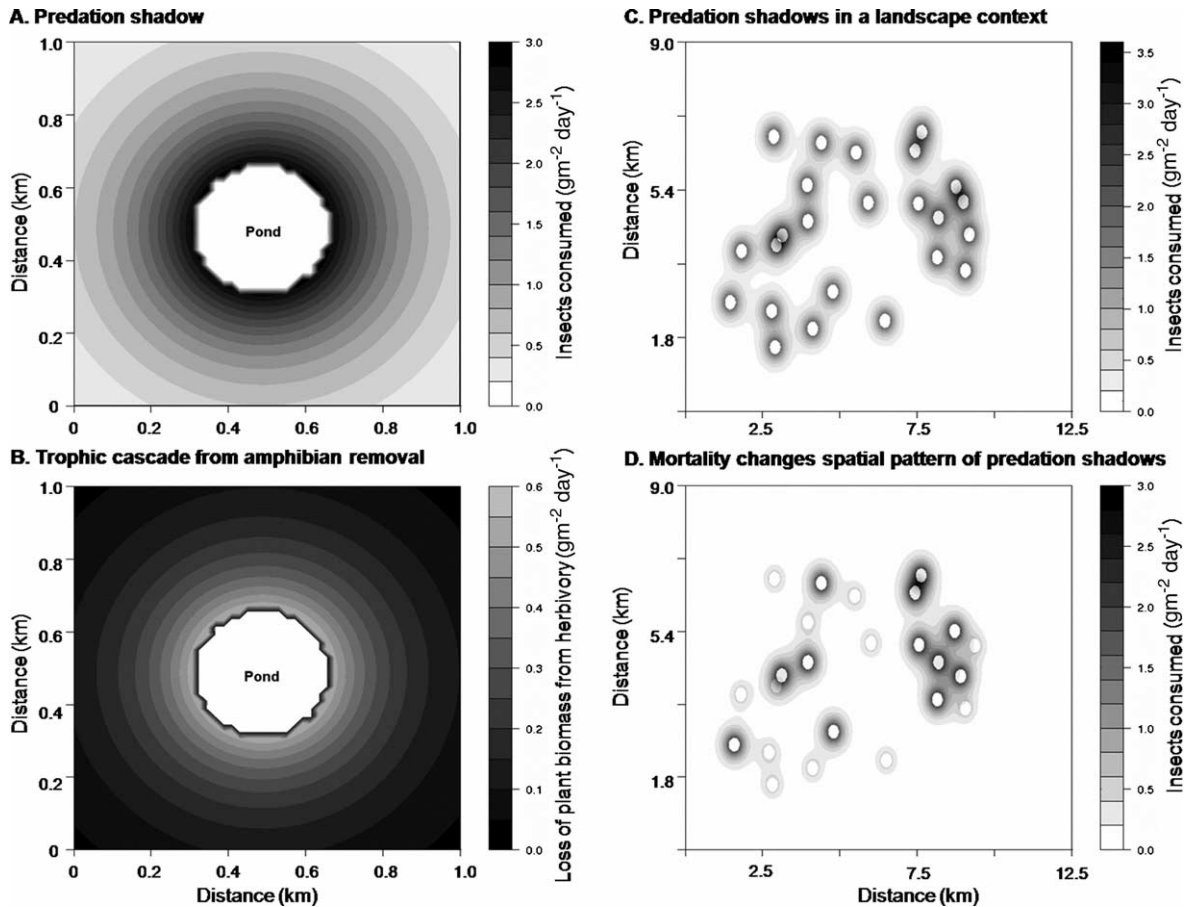 A. Predation shadow
1.0
0.8
0.6
0.4
0.2
0
Distance (km)
Pond
0 0.2 0.4 0.6 0.8 1.0
3.0
2.5
2.0
1.5
1.0
0.5
0.0
Insects consumed (gm-2 day-1)
B. Trophic cascade from amphibian removal
1.0
0.8
0.6
0.4
0.2
0
Distance (km)
Pond
0 0.2 0.4 0.6 0.8 1.0
Distance (km)
0.6
0.5
0.4
0.3
0.2
0.1
0.0
Loss of plant biomass from herbivory (gm-2 day-1)
C. Predation shadows in a landscape context
9.0
5.4
1.8
Distance (km)
2.5 7.5 12.5
3.5
3.0
2.5
2.0
1.5
1.0
0.5
0.0
Insects consumed (gm-2 day-1)
D. Mortality changes spatial pattern of predation shadows
9.0
5.4
1.8
Distance (km)
2.5 7.5 12.5
Distance (km)
3.0
2.5
2.0
1.5
1.0
0.5
0.0
Insects consumed (gm-2 day-1)